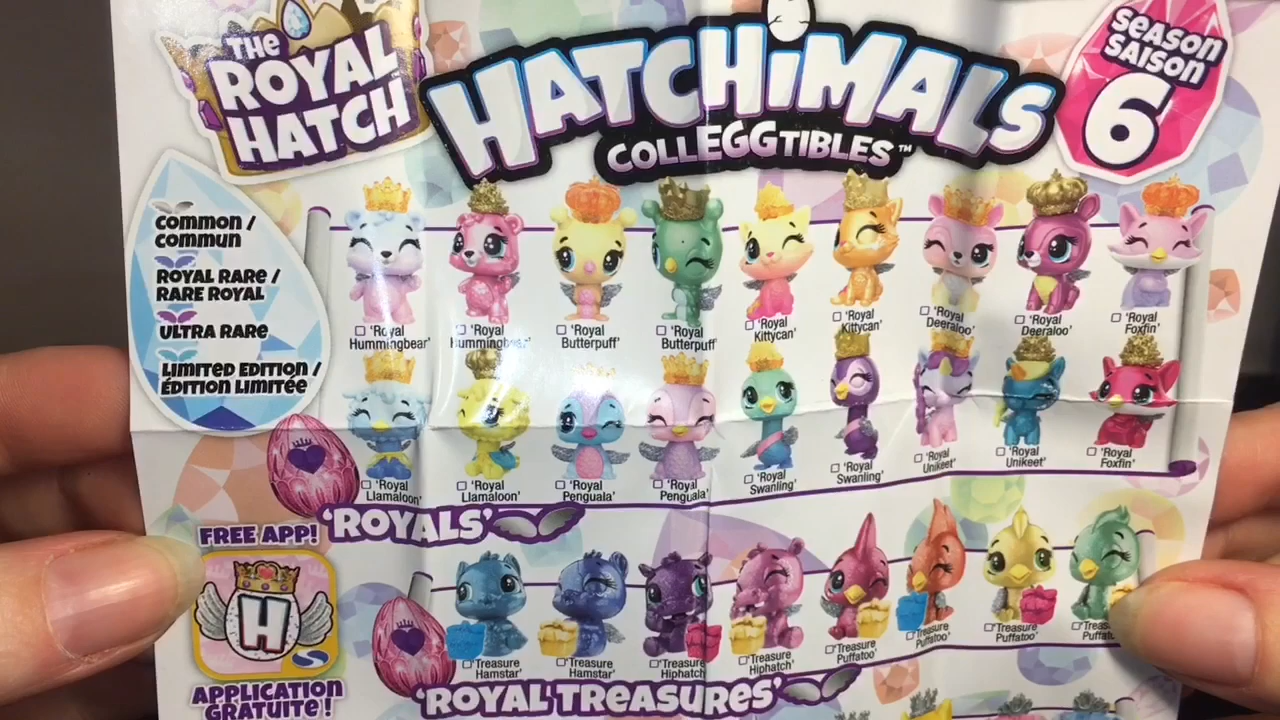 THE
ROYAL
HATCH
HATCHiMALS
COLLEGGTIBLES™
SEASON
SAISON
6
COMMON /
COMMUN
ROYAL RARE /
RARE ROYAL
ULTRA RARE
LIMITED EDITION /
ÉDITION LIMITÉE
'Royal
Hummingbear'
'Royal
Hummingbear'
'Royal
Butterpuff'
'Royal
Butterpuff'
'Royal
Kittycan'
'Royal
Kittycan'
'Royal
Deeraloo'
'Royal
Deeraloo'
'Royal
Foxfin'
'Royal
Llamaloon'
'Royal
Llamaloon'
'Royal
Penguala'
'Royal
Penguala'
'Royal
Swanling'
'Royal
Swanling'
'Royal
Unikeet'
'Royal
Unikeet'
'Royal
Foxfin'
'ROYALS'
FREE APP!
H
APPLICATION
GRATUITE !
'Treasure
Hamstar'
'Treasure
Hamstar'
'Treasure
Hiphatch'
'Treasure
Hiphatch'
'Treasure
Puffatoo'
'Treasure
Puffatoo'
'Treasure
Puffatoo'
'ROYAL TREASURES'